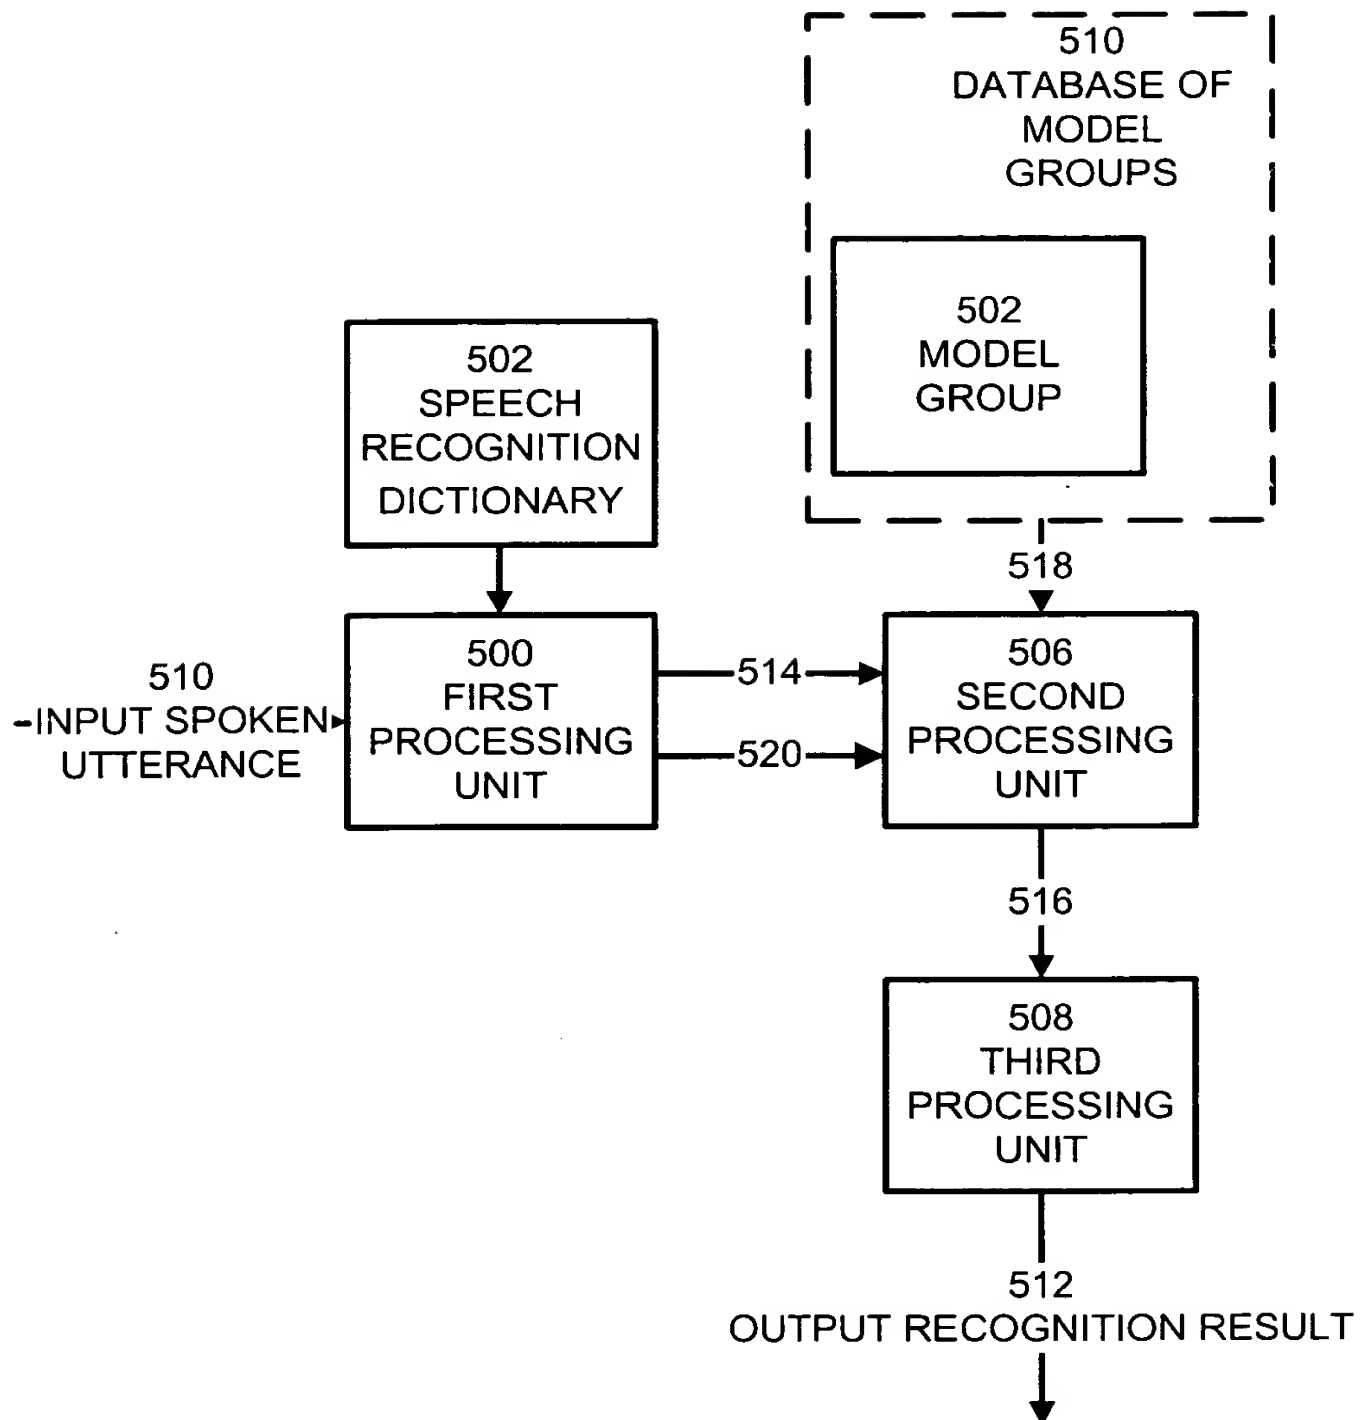 510
DATABASE OF
MODEL
GROUPS
502
MODEL
GROUP
502
SPEECH
RECOGNITION
DICTIONARY
518
510
INPUT SPOKEN
UTTERANCE
500
FIRST
PROCESSING
UNIT
514
520
506
SECOND
PROCESSING
UNIT
516
508
THIRD
PROCESSING
UNIT
512
OUTPUT RECOGNITION RESULT